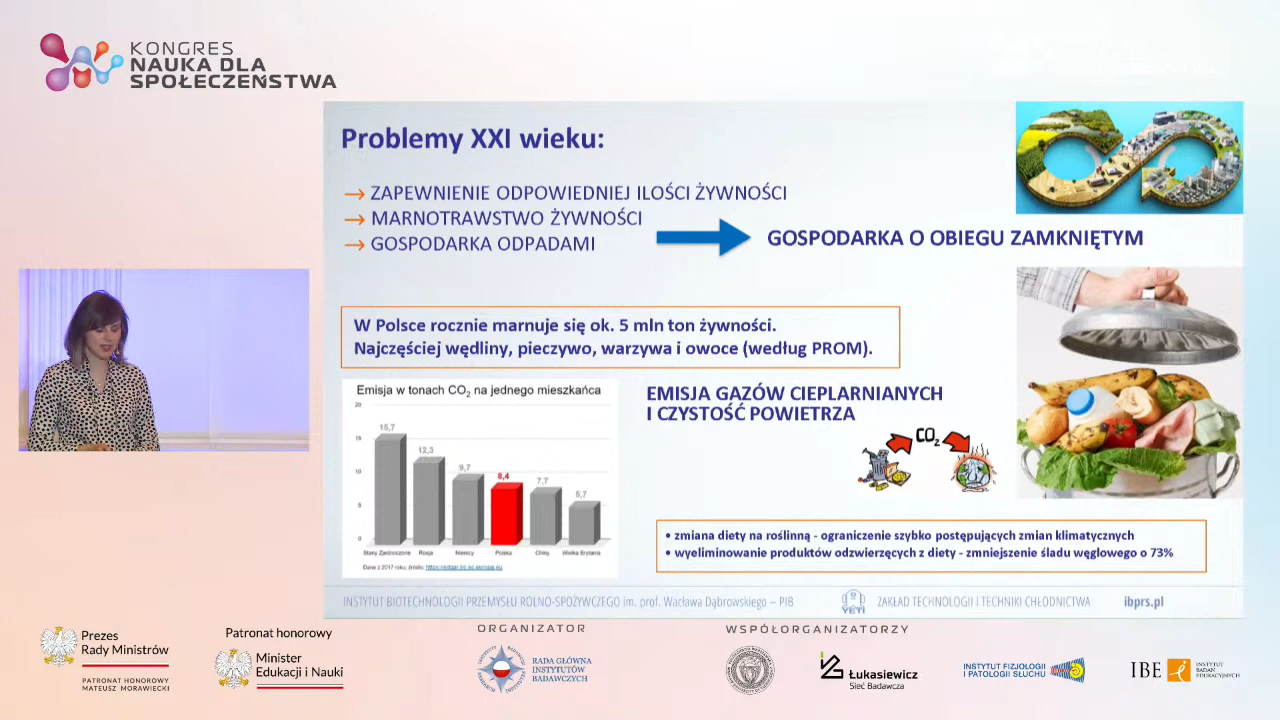 KONGRES
NAUKA DLA
SPOŁECZEŃSTWA
Problemy XXI wieku:
→ ZAPEWNIENIE ODPOWIEDNIEJ ILOŚCI ŻYWNOŚCI
→ MARNOTRAWSTWO ŻYWNOŚCI
→ GOSPODARKA ODPADAMI
GOSPODARKA O OBIEGU ZAMKNIĘTYM
W Polsce rocznie marnuje się ok. 5 mln ton żywności.
Najczęściej wędliny, pieczywo, warzywa i owoce (według PROM).
Emisja w tonach CO2 na jednego mieszkańca
20
15
10
5
0
15,7
12,3
9,7
8,4
7,7
5,7
Stany Zjednoczone
Rosja
Niemcy
Polska
Chiny
Wielka Brytania
Dane z 2017 roku; źródło: https://edgar.jrc.ec.europa.eu
EMISJA GAZÓW CIEPLARNIANYCH
I CZYSTOŚĆ POWIETRZA
CO2
• zmiana diety na roślinną - ograniczenie szybko postępujących zmian klimatycznych
• wyeliminowanie produktów odzwierzęcych z diety - zmniejszenie śladu węglowego o 73%
INSTYTUT BIOTECHNOLOGII PRZEMYSŁU ROLNO-SPOŻYWCZEGO im. prof. Wacława Dąbrowskiego – PIB
YETI
ZAKŁAD TECHNOLOGII I TECHNIKI CHŁODNICTWA
ibprs.pl
Prezes
Rady Ministrów
PATRONAT HONOROWY
MATEUSZ MORAWIECKI
Patronat honorowy
Minister
Edukacji i Nauki
ORGANIZATOR
RADA GŁÓWNA
INSTYTUTÓW
BADAWCZYCH
WSPÓŁORGANIZATORZY
Łukasiewicz
Sieć Badawcza
INSTYTUT FIZJOLOGII
I PATOLOGII SŁUCHU
IBE
INSTYTUT
BADAŃ
EDUKACYJNYCH